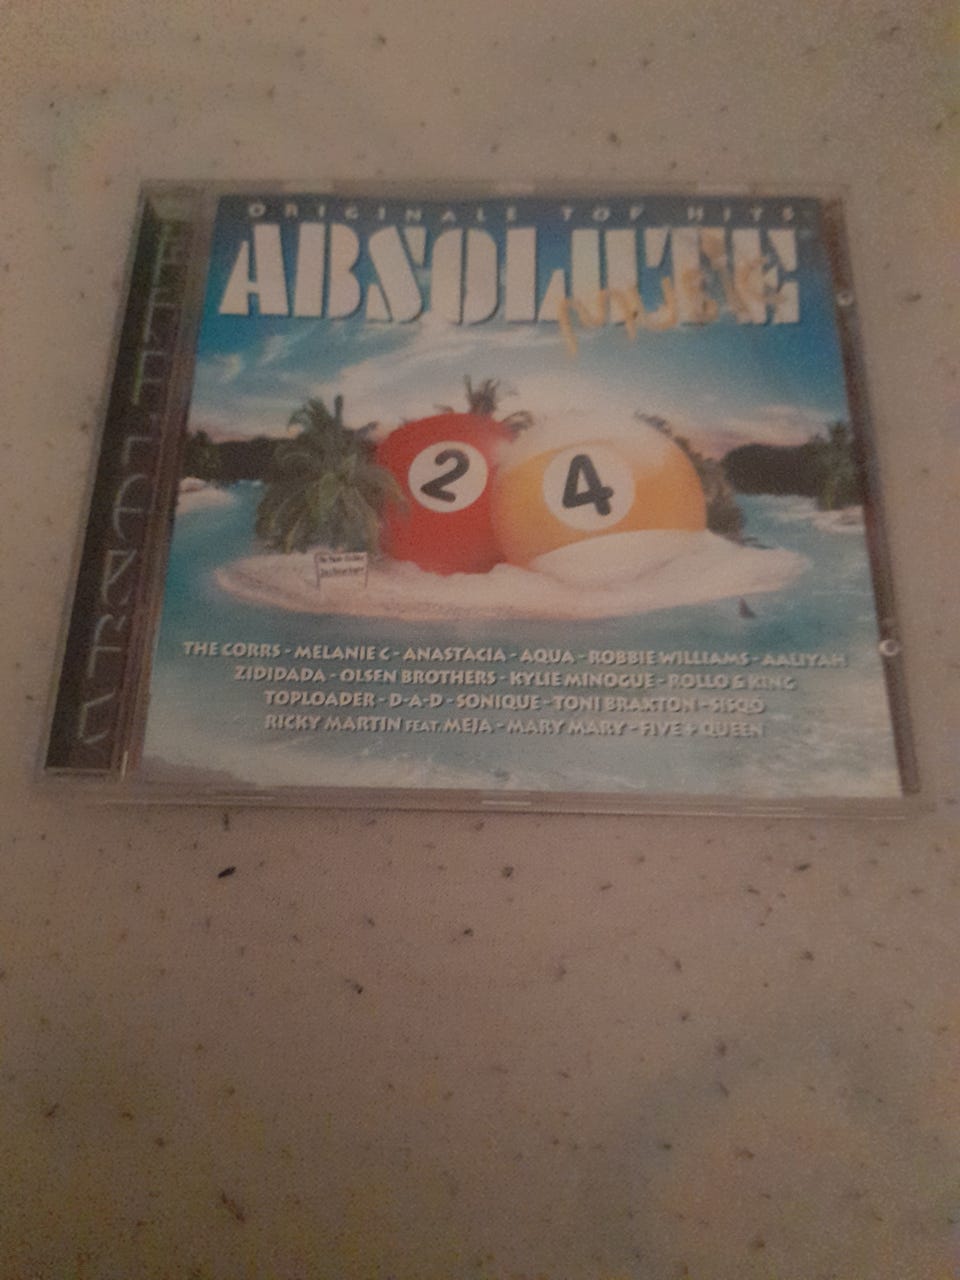 ORIGINALE TOP HITS
ABSOLUTE
music
2 4
THE CORRS - MELANIE C - ANASTACIA - AQUA - ROBBIE WILLIAMS - AALIYAH
ZIDIDADA - OLSEN BROTHERS - KYLIE MINOGUE - ROLLO & KING
TOPLOADER - D-A-D - SONIQUE - TONI BRAXTON - SISQO
RICKY MARTIN FEAT. MEJA - MARY MARY - FIVE + QUEEN